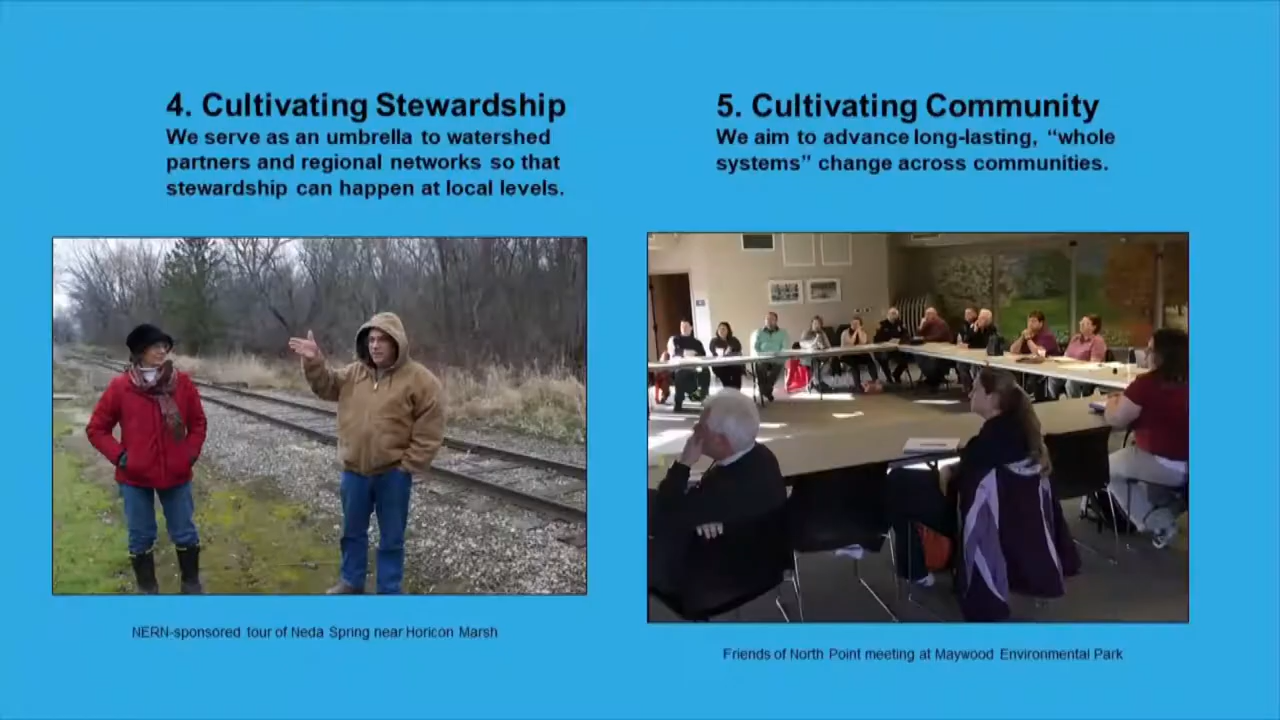 4. Cultivating Stewardship
We serve as an umbrella to watershed
partners and regional networks so that
stewardship can happen at local levels.
NERN-sponsored tour of Neda Spring near Horicon Marsh
5. Cultivating Community
We aim to advance long-lasting, “whole
systems” change across communities.
Friends of North Point meeting at Maywood Environmental Park